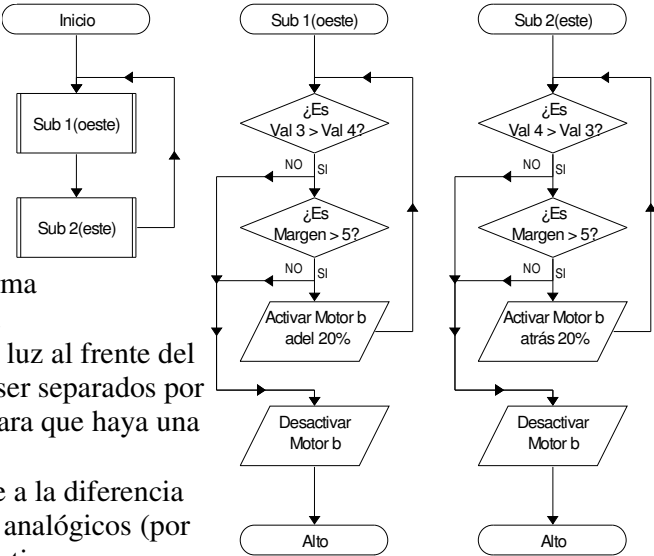 Inicio
Sub 1(oeste)
Sub 2(este)
Sub 1(oeste)
¿Es
Val 3 > Val 4?
NO
SI
¿Es
Margen > 5?
NO
SI
Activar Motor b
adel 20%
Desactivar
Motor b
Alto
Sub 2(este)
¿Es
Val 4 > Val 3?
NO
SI
¿Es
Margen > 5?
NO
SI
Activar Motor b
atrás 20%
Desactivar
Motor b
Alto
ma
luz al frente del
ser separados por
ara que haya una
e a la diferencia
analógicos (por